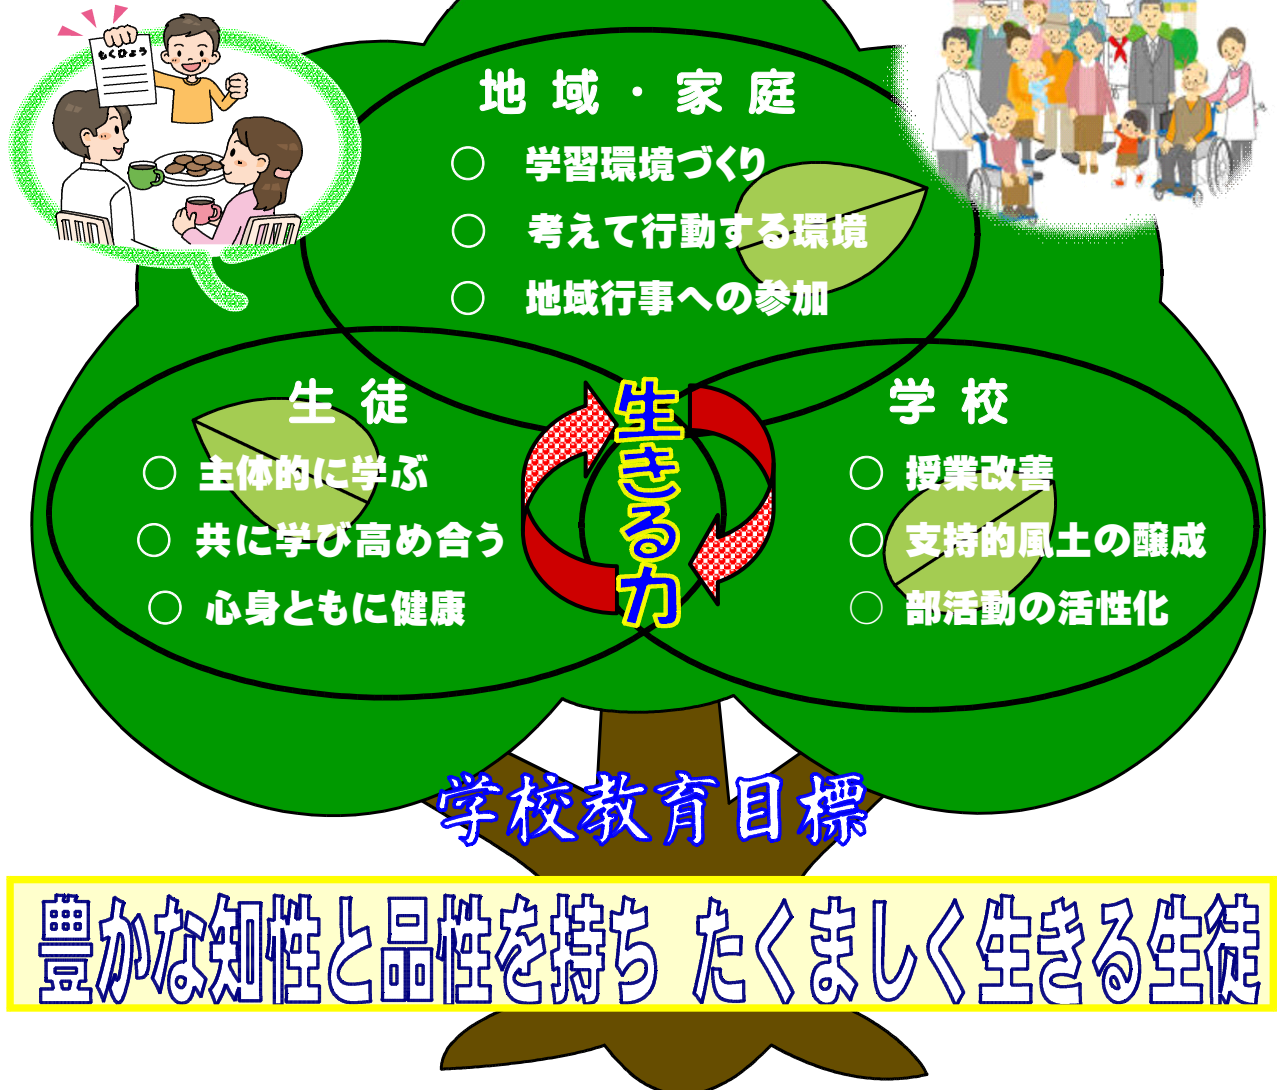 もくひょう
地域・家庭
○ 学習環境づくり
○ 考えて行動する環境
○ 地域行事への参加
生徒
○ 主体的に学ぶ
○ 共に学び高め合う
○ 心身ともに健康
生きる力
学校
○ 授業改善
○ 支持的風土の醸成
○ 部活動の活性化
学校教育目標
豊かな知性と品性を持ち たくましく生きる生徒